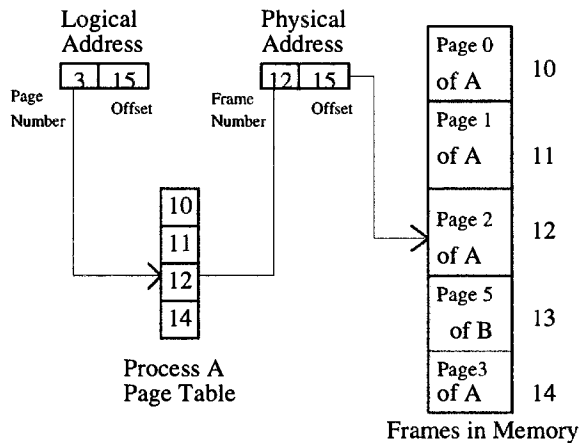 Logical
Address
3 15
Page
Number
Offset
Physical
Address
12 15
Frame
Number
Offset
10
11
12
14
Process A
Page Table
Page 0
of A
10
Page 1
of A
11
Page 2
of A
12
Page 5
of B
13
Page3
of A
14
Frames in Memory